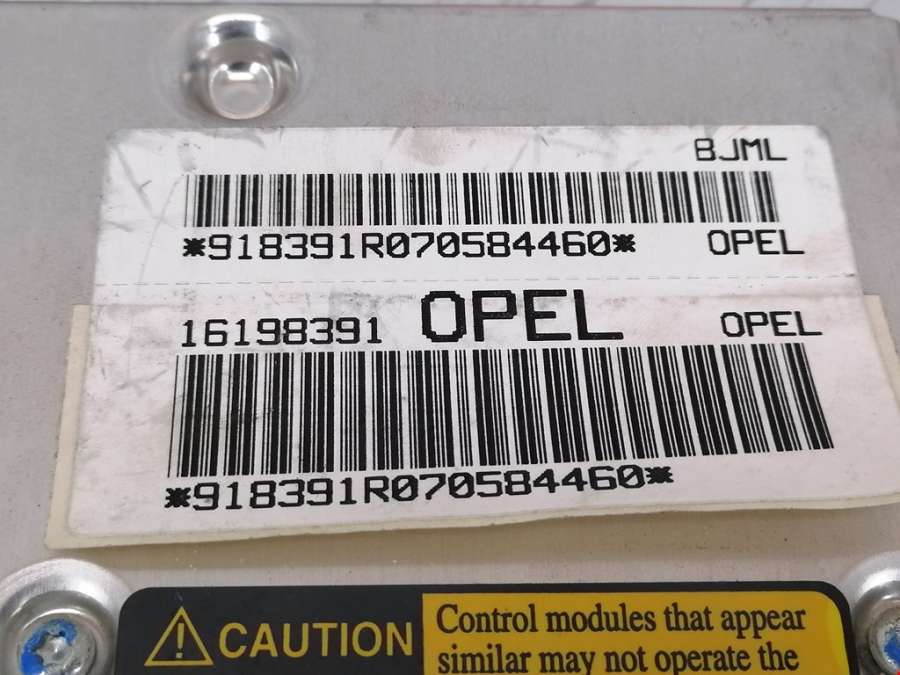 BJML
*918391R070584460* OPEL
16198391 OPEL OPEL
*918391R070584460*
CAUTION
Control modules that appear
similar may not operate the